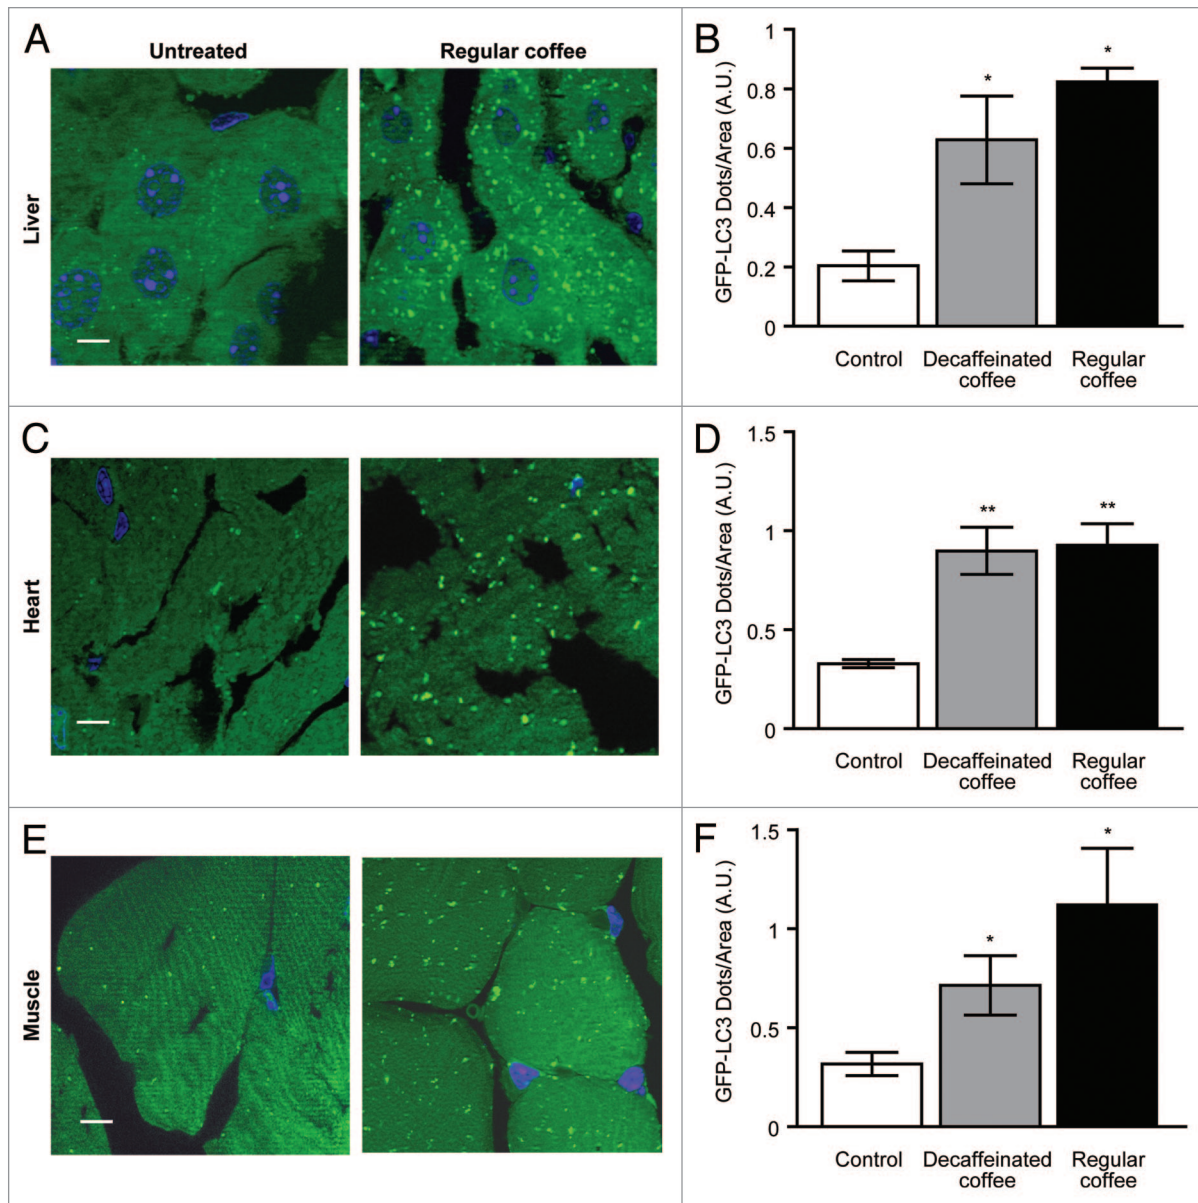 A
Untreated
Regular coffee
Liver
B
GFP-LC3 Dots/Area (A.U.)
1
0.8
0.6
0.4
0.2
0
*
*
Control
Decaffeinated
coffee
Regular
coffee
C
Heart
D
GFP-LC3 Dots/Area (A.U.)
1.5
1
0.5
0
**
**
Control
Decaffeinated
coffee
Regular
coffee
E
Muscle
F
GFP-LC3 Dots/Area (A.U.)
1.5
1
0.5
0
*
*
Control
Decaffeinated
coffee
Regular
coffee